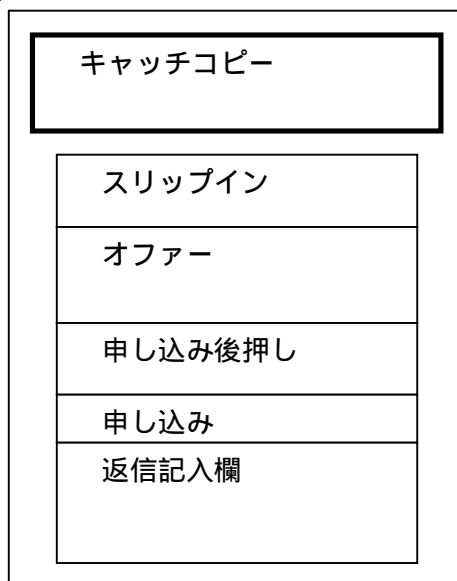 キャッチコピー
スリップイン
オファー
申し込み後押し
申し込み
返信記入欄